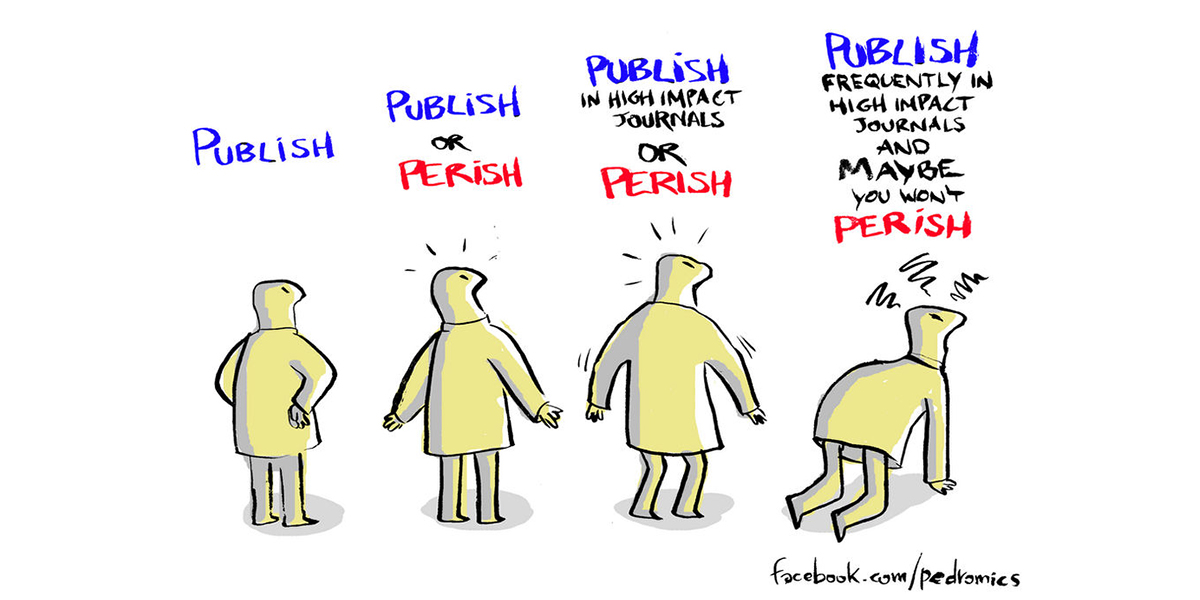 PUBLISH
PUBLISH
OR
PERISH
PUBLISH
IN HIGH IMPACT
JOURNALS
OR
PERISH
PUBLISH
FREQUENTLY IN
HIGH IMPACT
JOURNALS
AND
MAYBE
YOU WON'T
PERISH
facebook.com/pedromics